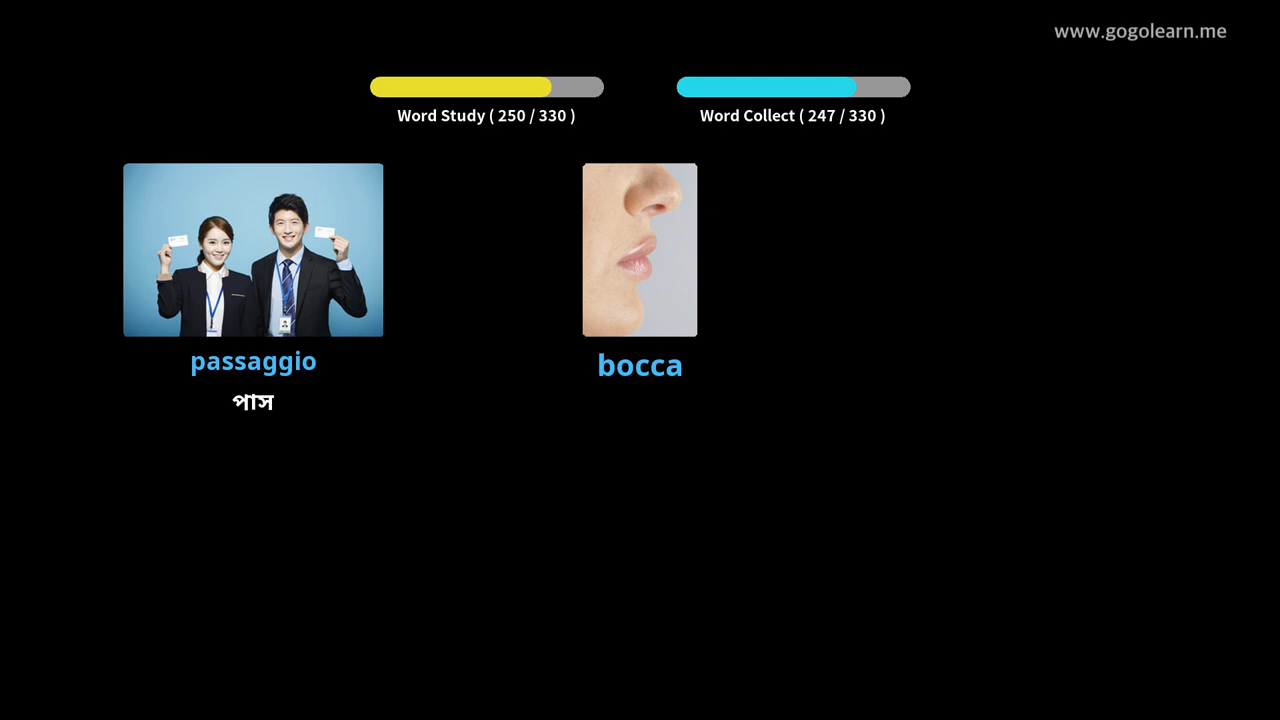 www.gogolearn.me
Word Study ( 250 / 330 )
Word Collect ( 247 / 330 )
passaggio
পাস
bocca